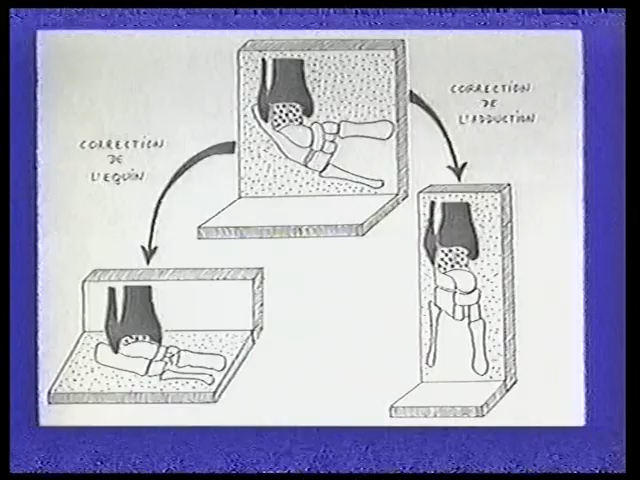 CORRECTION
DE
L'EQUIN
CORRECTION
DE
L'ADDUCTION